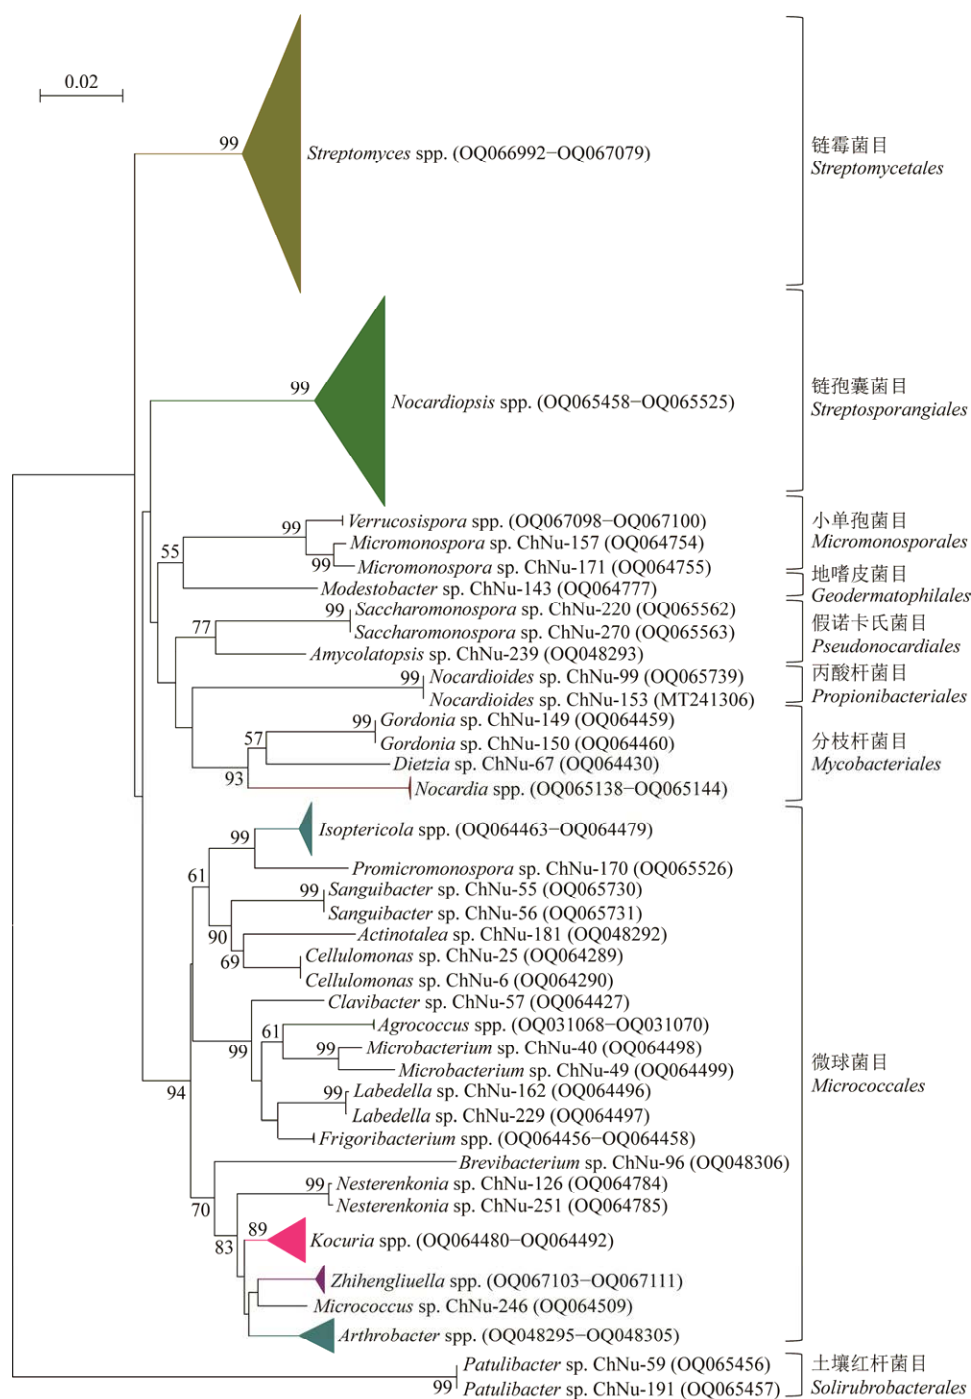 0.02
99
Streptomyces spp. (OQ066992−OQ067079)
链霉菌目
Streptomycetales
99
Nocardiopsis spp. (OQ065458−OQ065525)
链孢囊菌目
Streptosporangiales
99
Verrucosispora spp. (OQ067098−OQ067100)
Micromonospora sp. ChNu-157 (OQ064754)
99
Micromonospora sp. ChNu-171 (OQ064755)
小单孢菌目
Micromonosporales
55
Modestobacter sp. ChNu-143 (OQ064777)
地嗜皮菌目
Geodermatophilales
99
Saccharomonospora sp. ChNu-220 (OQ065562)
Saccharomonospora sp. ChNu-270 (OQ065563)
77
Amycolatopsis sp. ChNu-239 (OQ048293)
假诺卡氏菌目
Pseudonocardiales
99
Nocardioides sp. ChNu-99 (OQ065739)
Nocardioides sp. ChNu-153 (MT241306)
丙酸杆菌目
Propionibacteriales
99
Gordonia sp. ChNu-149 (OQ064459)
Gordonia sp. ChNu-150 (OQ064460)
57
Dietzia sp. ChNu-67 (OQ064430)
93
Nocardia spp. (OQ065138−OQ065144)
分枝杆菌目
Mycobacteriales
Isoptericola spp. (OQ064463−OQ064479)
99
Promicromonospora sp. ChNu-170 (OQ065526)
61
99
Sanguibacter sp. ChNu-55 (OQ065730)
Sanguibacter sp. ChNu-56 (OQ065731)
90
Actinotalea sp. ChNu-181 (OQ048292)
69
Cellulomonas sp. ChNu-25 (OQ064289)
Cellulomonas sp. ChNu-6 (OQ064290)
Clavibacter sp. ChNu-57 (OQ064427)
61
Agrococcus spp. (OQ031068−OQ031070)
99
99
Microbacterium sp. ChNu-40 (OQ064498)
Microbacterium sp. ChNu-49 (OQ064499)
99
Labedella sp. ChNu-162 (OQ064496)
Labedella sp. ChNu-229 (OQ064497)
Frigoribacterium spp. (OQ064456−OQ064458)
94
微球菌目
Micrococcales
Brevibacterium sp. ChNu-96 (OQ048306)
70
99
Nesterenkonia sp. ChNu-126 (OQ064784)
Nesterenkonia sp. ChNu-251 (OQ064785)
83
89
Kocuria spp. (OQ064480−OQ064492)
Zhihengliuella spp. (OQ067103−OQ067111)
Micrococcus sp. ChNu-246 (OQ064509)
Arthrobacter spp. (OQ048295−OQ048305)
99
Patulibacter sp. ChNu-59 (OQ065456)
Patulibacter sp. ChNu-191 (OQ065457)
土壤红杆菌目
Solirubrobacterales